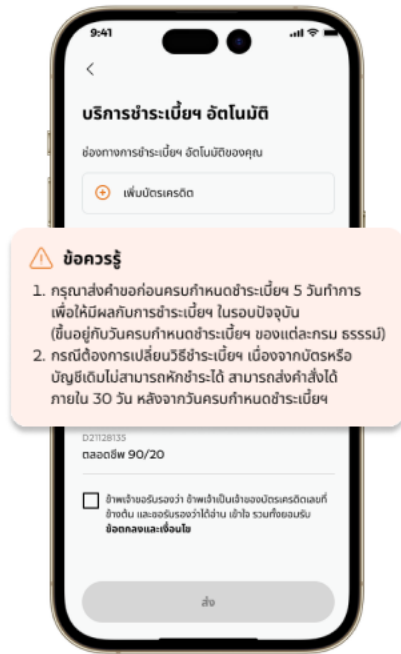 9:41
บริการชำระเบี้ยฯ อัตโนมัติ
ช่องทางการชำระเบี้ยฯ อัตโนมัติของคุณ
เพิ่มบัตรเครดิต
ข้อควรรู้
1. กรุณาส่งคำขอก่อนครบกำหนดชำระเบี้ยฯ 5 วันทำการ
เพื่อให้มีผลกับการชำระเบี้ยฯ ในรอบปัจจุบัน
(ขึ้นอยู่กับวันครบกำหนดชำระเบี้ยฯ ของแต่ละกรม ธรรรม์)
2. กรณีต้องการเปลี่ยนวิธีชำระเบี้ยฯ เนื่องจากบัตรหรือ
บัญชีเดิมไม่สามารถหักชำระได้ สามารถส่งคำสั่งได้
ภายใน 30 วัน หลังจากวันครบกำหนดชำระเบี้ยฯ
D21128135
ตลอดชีพ 90/20
ข้าพเจ้าขอรับรองว่า ข้าพเจ้าเป็นเจ้าของบัตรเครดิตเลขที่
ข้างต้น และขอรับรองว่าได้อ่าน เข้าใจ รวมทั้งยอมรับ
ข้อตกลงและเงื่อนไข
ส่ง